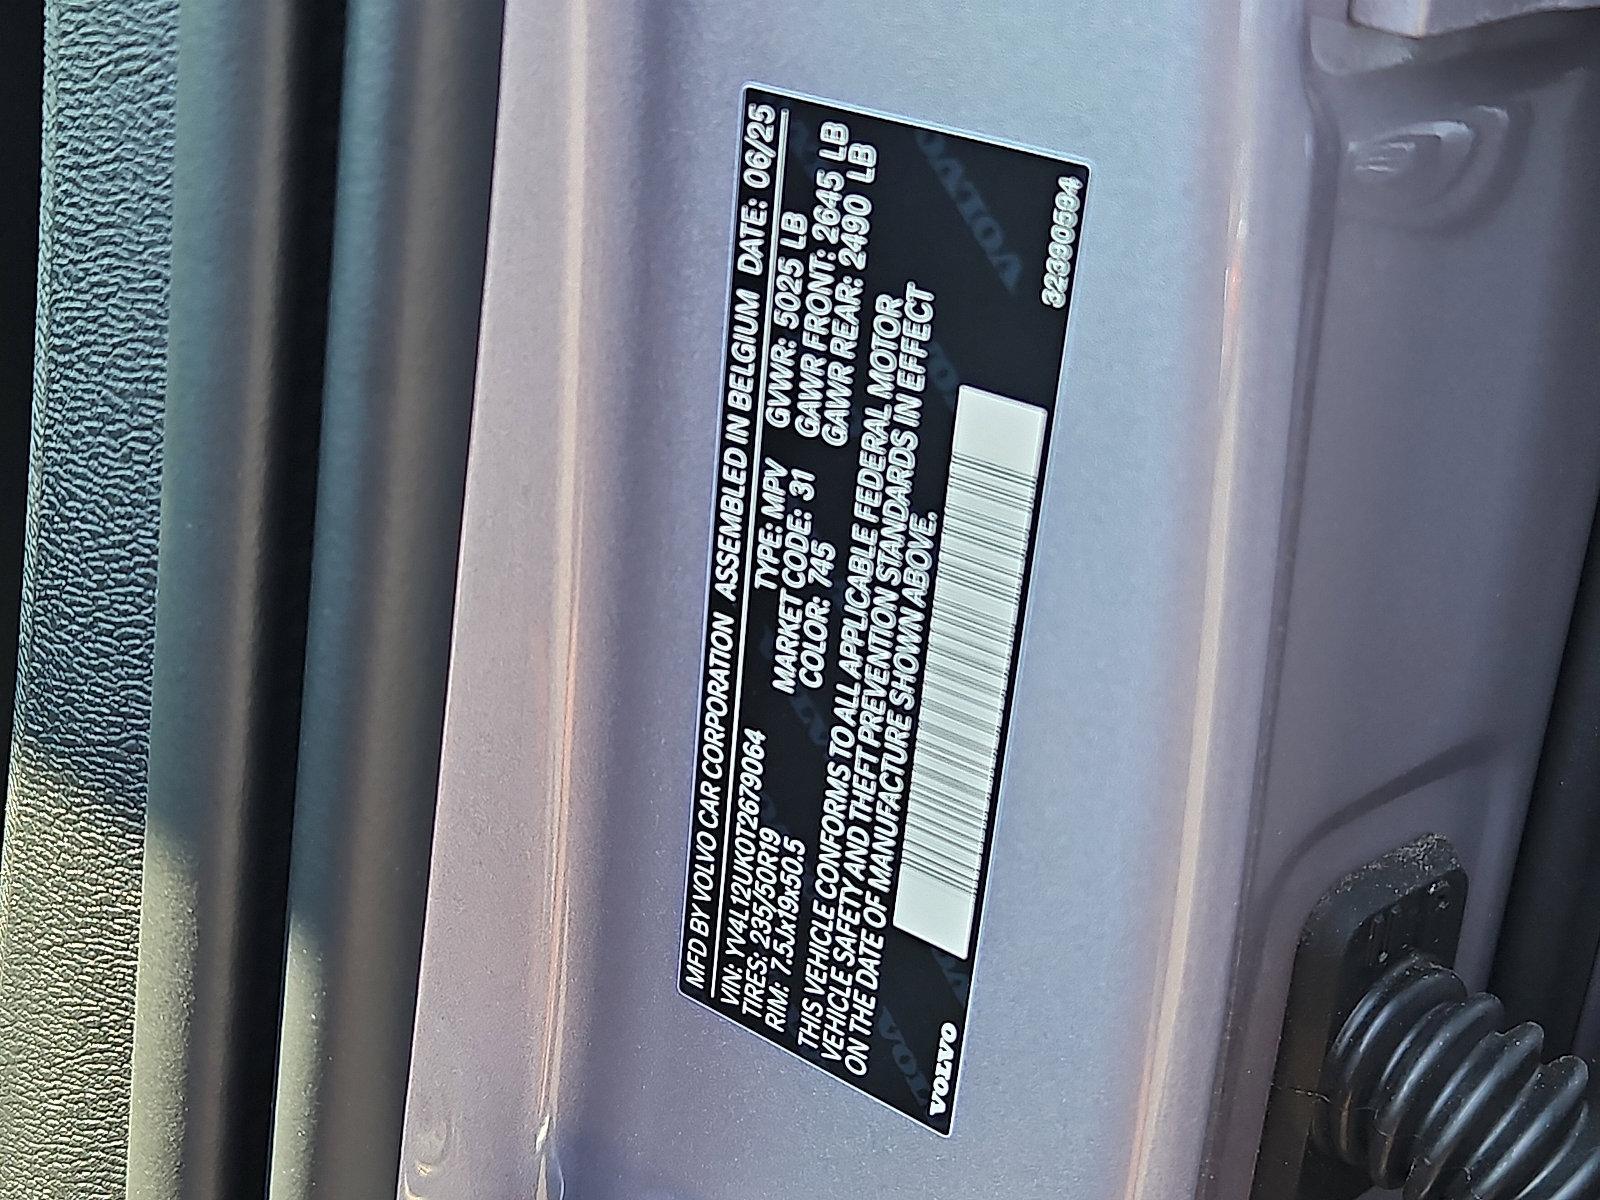 MFD BY VOLVO CAR CORPORATION ASSEMBLED IN BELGIUM DATE: 06/25
VIN: YV4L12UK0T2679064 TYPE: MPV GVWR: 5025 LB
TIRES: 235/50R19 MARKET CODE: 31 GAWR FRONT: 2645 LB
RIM: 7.5Jx19x50.5 COLOR: 745 GAWR REAR: 2490 LB
THIS VEHICLE CONFORMS TO ALL APPLICABLE FEDERAL MOTOR
VEHICLE SAFETY AND THEFT PREVENTION STANDARDS IN EFFECT
ON THE DATE OF MANUFACTURE SHOWN ABOVE.
VOLVO 32390504